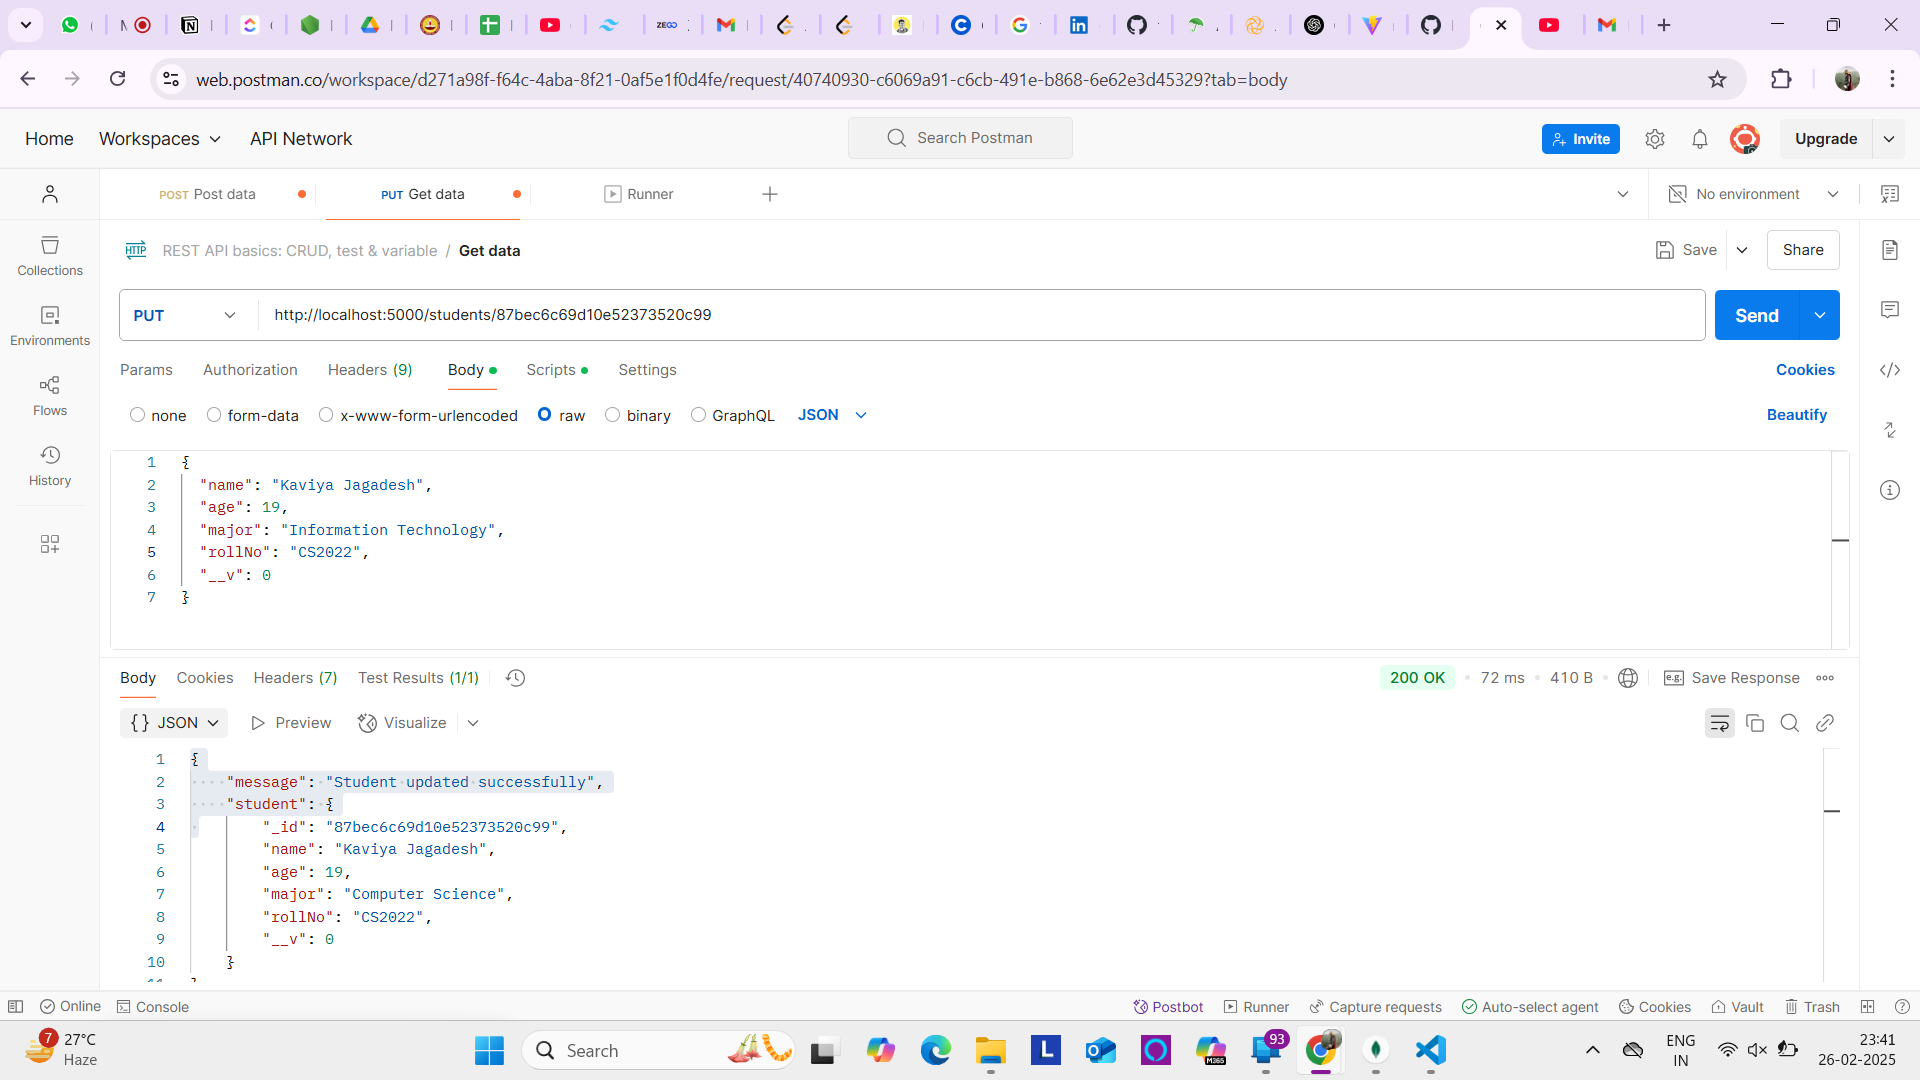 web.postman.co/workspace/d271a98f-f64c-4aba-8f21-0af5e1f0d4fe/request/40740930-c6069a91-c6cb-491e-b868-6e62e3d45329?tab=body
Home Workspaces API Network Search Postman Invite Upgrade
POST Post data PUT Get data Runner No environment
HTTP REST API basics: CRUD, test & variable / Get data Save Share
Collections
Environments
Flows
History
PUT http://localhost:5000/students/87bec6c69d10e52373520c99 Send
Params Authorization Headers (9) Body Scripts Settings Cookies
none form-data x-www-form-urlencoded raw binary GraphQL JSON Beautify
1 {
2 "name": "Kaviya Jagadesh",
3 "age": 19,
4 "major": "Information Technology",
5 "rollNo": "CS2022",
6 "__v": 0
7 }
Body Cookies Headers (7) Test Results (1/1) 200 OK 72 ms 410 B e.g. Save Response
{} JSON Preview Visualize
1 {
2 "message": "Student updated successfully",
3 "student": {
4 "_id": "87bec6c69d10e52373520c99",
5 "name": "Kaviya Jagadesh",
6 "age": 19,
7 "major": "Computer Science",
8 "rollNo": "CS2022",
9 "__v": 0
10 }
Online Console Postbot Runner Capture requests Auto-select agent Cookies Vault Trash
7 27°C
Haze
Search
L
M365
93
ENG
IN
23:41
26-02-2025